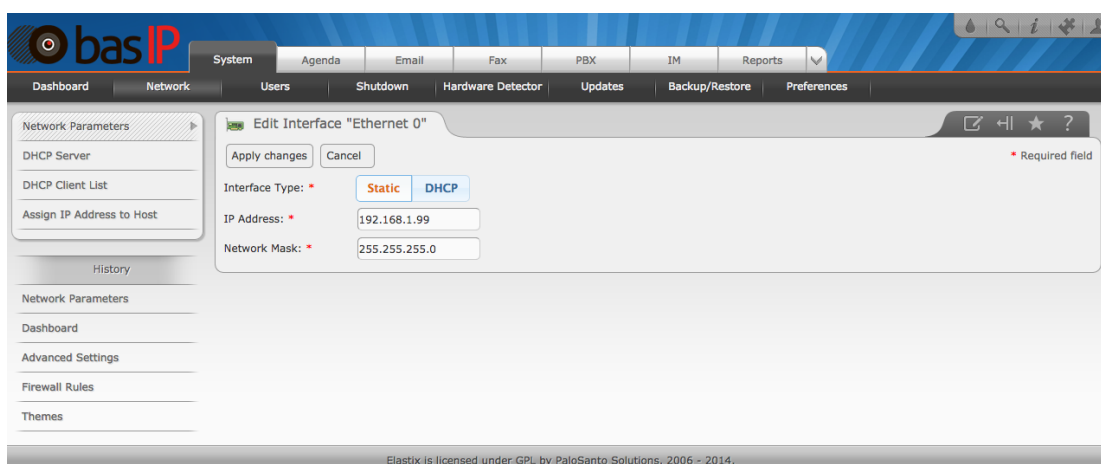 bas IP
System Agenda Email Fax PBX IM Reports
Dashboard Network Users Shutdown Hardware Detector Updates Backup/Restore Preferences
Network Parameters
DHCP Server
DHCP Client List
Assign IP Address to Host
History
Network Parameters
Dashboard
Advanced Settings
Firewall Rules
Themes
Edit Interface "Ethernet 0"
Apply changes Cancel * Required field
Interface Type: * Static DHCP
IP Address: * 192.168.1.99
Network Mask: * 255.255.255.0
Elastix is licensed under GPL by PaloSanto Solutions. 2006 - 2014.